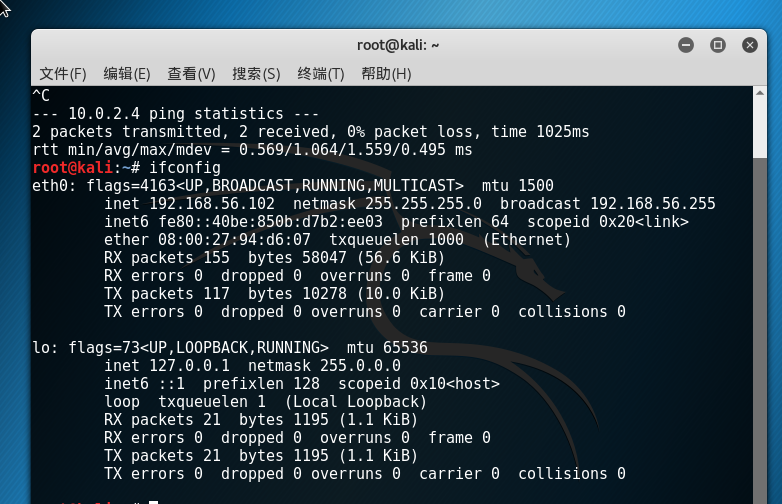 root@kali: ~
文件(F) 编辑(E) 查看(V) 搜索(S) 终端(T) 帮助(H)
^C
--- 10.0.2.4 ping statistics ---
2 packets transmitted, 2 received, 0% packet loss, time 1025ms
rtt min/avg/max/mdev = 0.569/1.064/1.559/0.495 ms
root@kali:~# ifconfig
eth0: flags=4163<UP,BROADCAST,RUNNING,MULTICAST>  mtu 1500
        inet 192.168.56.102  netmask 255.255.255.0  broadcast 192.168.56.255
        inet6 fe80::40be:850b:d7b2:ee03  prefixlen 64  scopeid 0x20<link>
        ether 08:00:27:94:d6:07  txqueuelen 1000  (Ethernet)
        RX packets 155  bytes 58047 (56.6 KiB)
        RX errors 0  dropped 0  overruns 0  frame 0
        TX packets 117  bytes 10278 (10.0 KiB)
        TX errors 0  dropped 0 overruns 0  carrier 0  collisions 0
lo: flags=73<UP,LOOPBACK,RUNNING>  mtu 65536
        inet 127.0.0.1  netmask 255.0.0.0
        inet6 ::1  prefixlen 128  scopeid 0x10<host>
        loop  txqueuelen 1  (Local Loopback)
        RX packets 21  bytes 1195 (1.1 KiB)
        RX errors 0  dropped 0  overruns 0  frame 0
        TX packets 21  bytes 1195 (1.1 KiB)
        TX errors 0  dropped 0 overruns 0  carrier 0  collisions 0